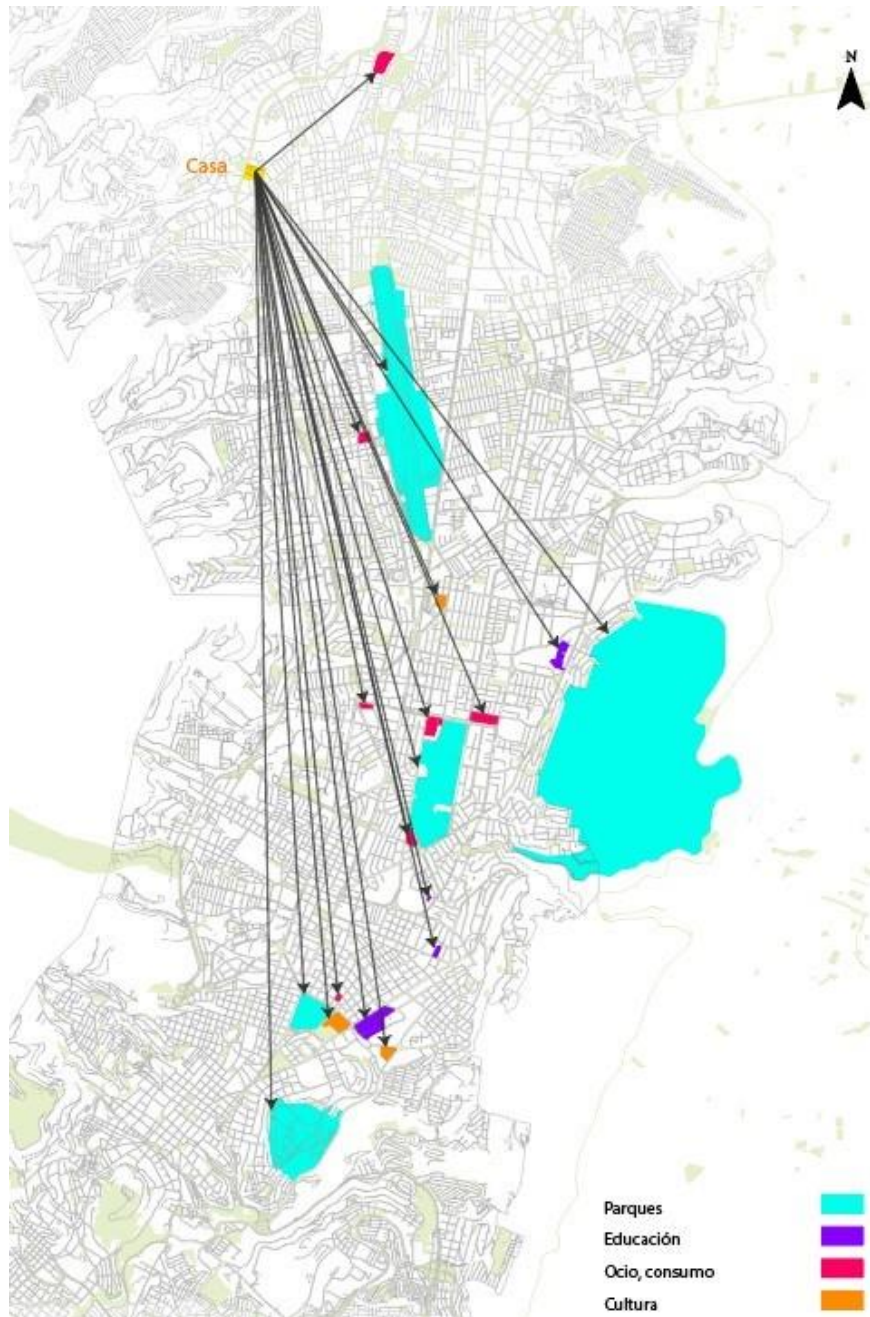 N
Casa
Parques
Educación
Ocio, consumo
Cultura